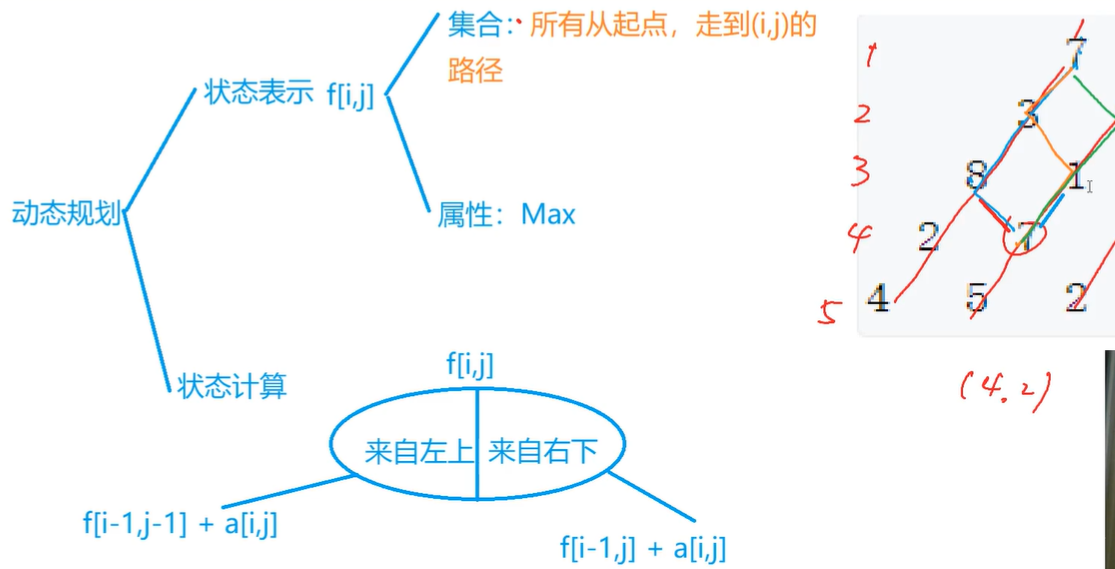 集合：所有从起点，走到(i,j)的
路径
状态表示 f[i,j]
动态规划
属性：Max
状态计算
f[i,j]
来自左上 来自右下
f[i-1,j-1] + a[i,j]
f[i-1,j] + a[i,j]
1 7
2 3
3 8 1
4 2 7
5 4 5 2
(4.2)